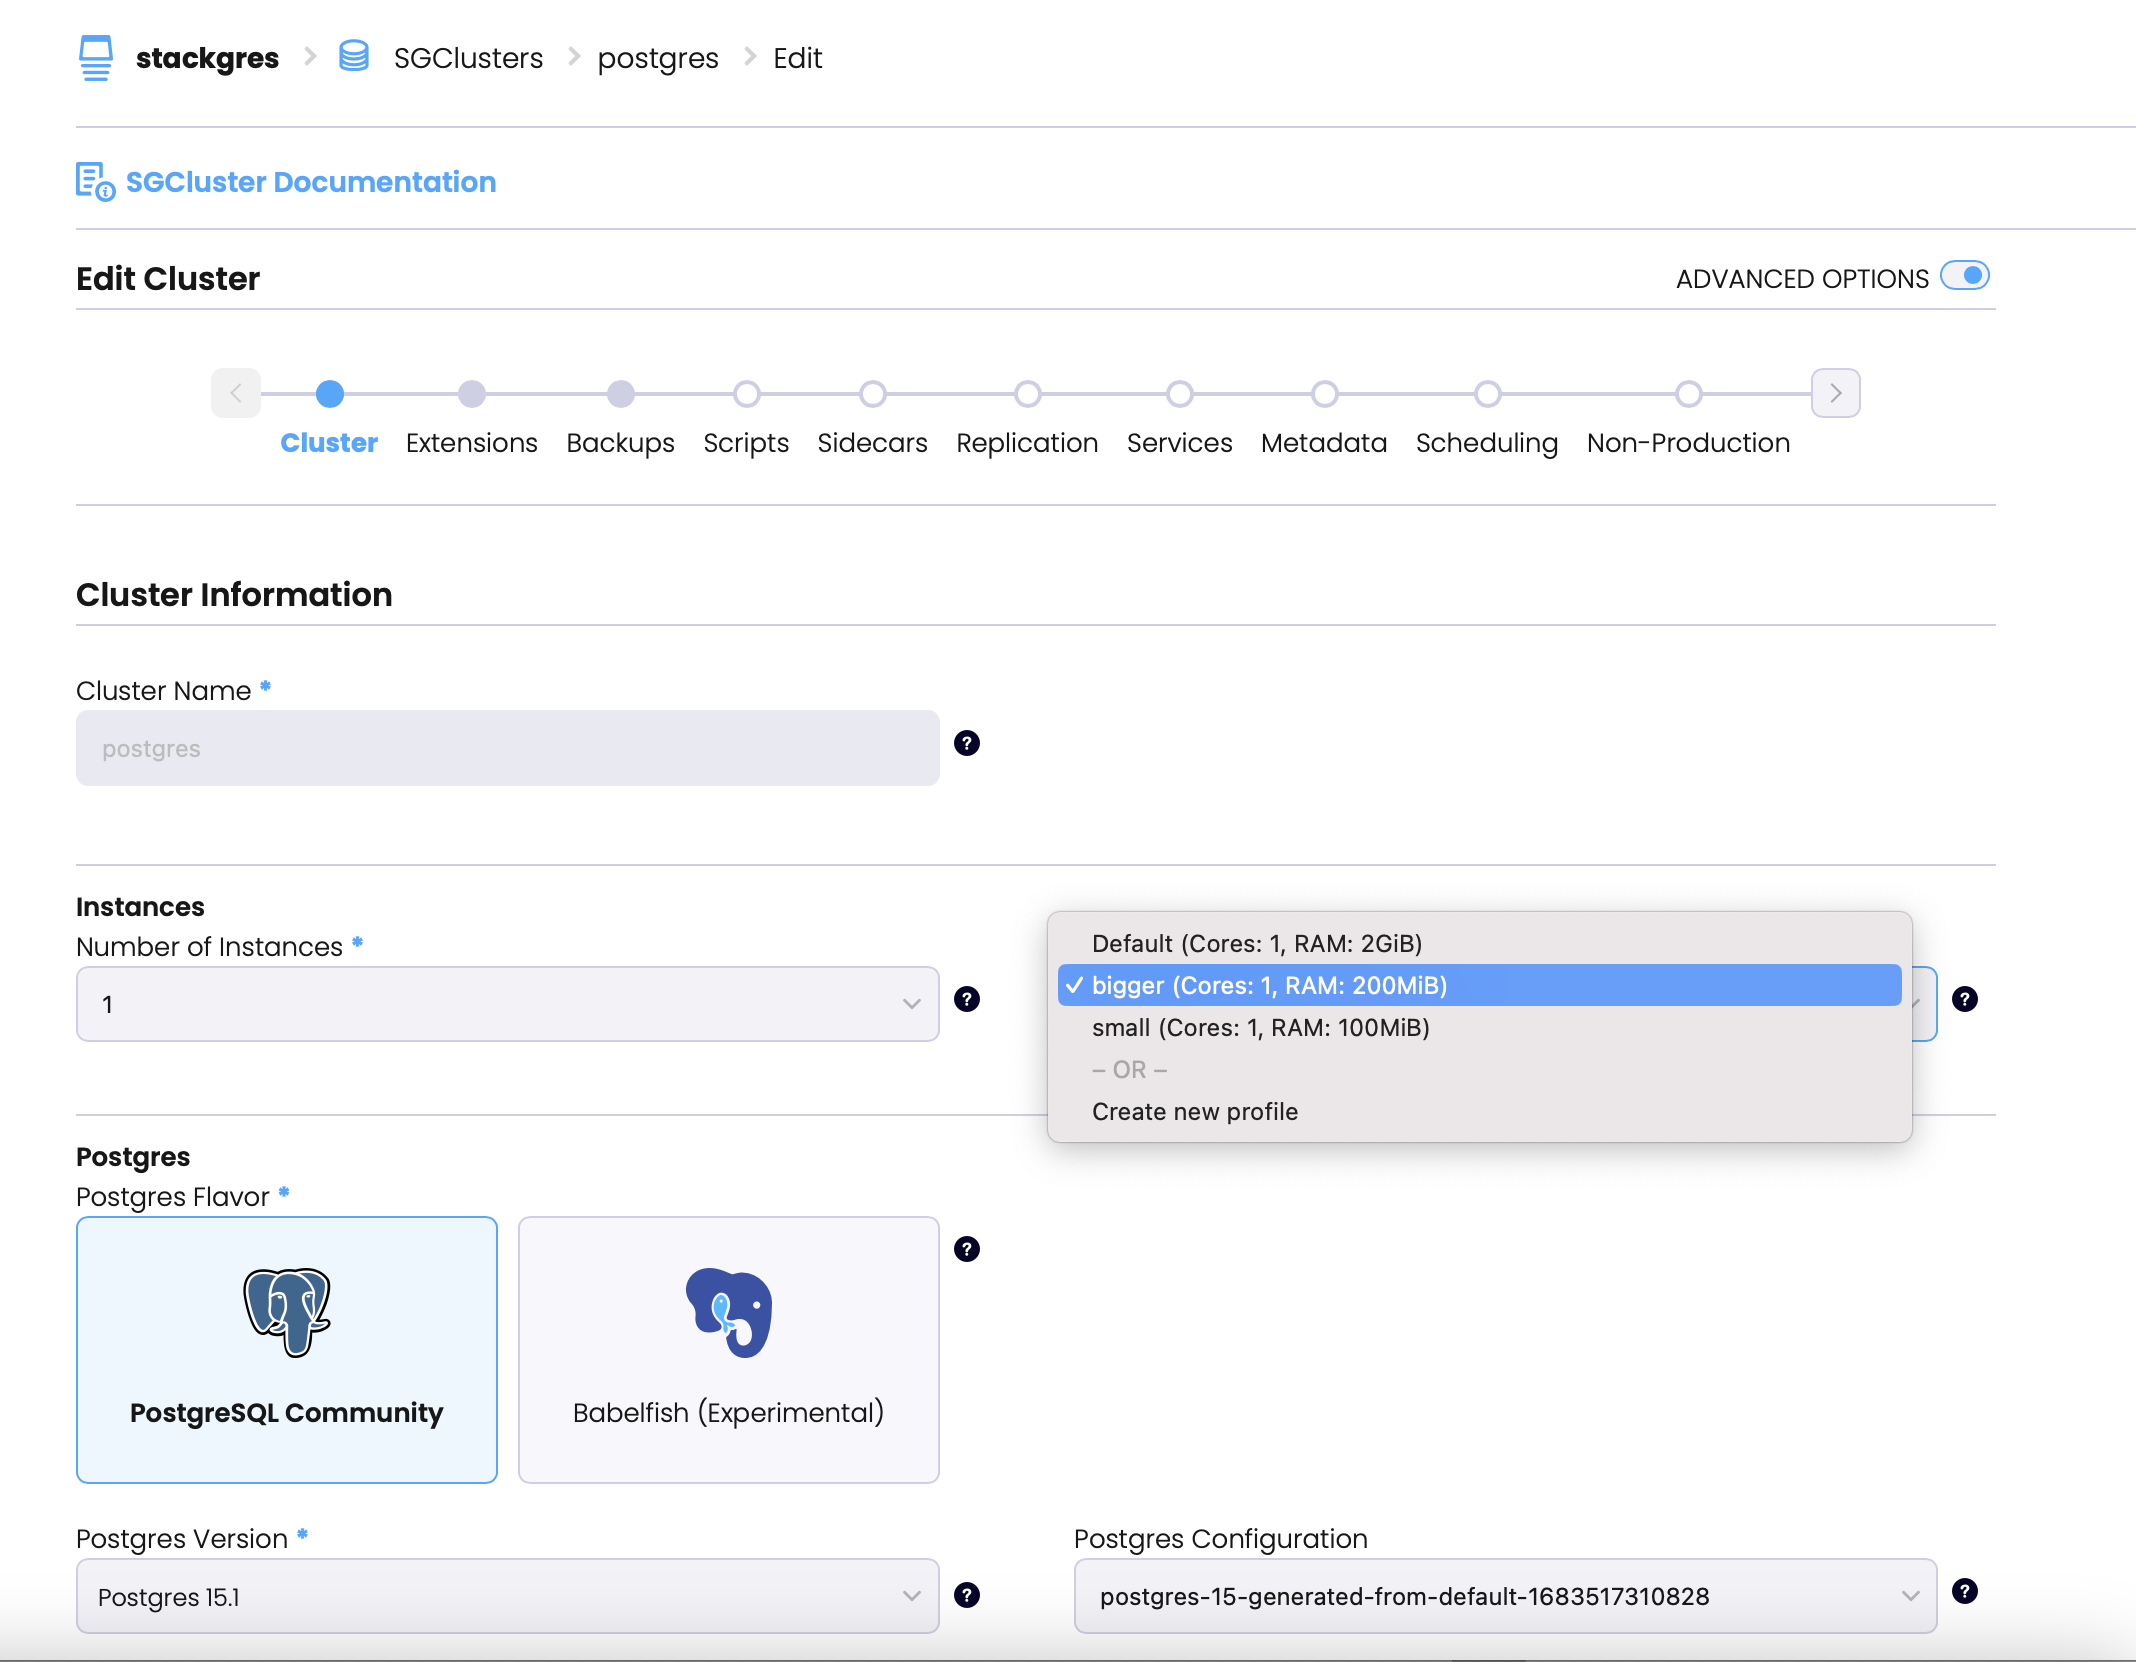 stackgres > SGClusters > postgres > Edit
SGCluster Documentation
Edit Cluster
ADVANCED OPTIONS
Cluster Extensions Backups Scripts Sidecars Replication Services Metadata Scheduling Non-Production
Cluster Information
Cluster Name *
postgres
?
Instances
Number of Instances *
1
?
Default (Cores: 1, RAM: 2GiB)
✓ bigger (Cores: 1, RAM: 200MiB)
small (Cores: 1, RAM: 100MiB)
– OR –
Create new profile
?
Postgres
Postgres Flavor *
PostgreSQL Community
Babelfish (Experimental)
?
Postgres Version *
Postgres 15.1
?
Postgres Configuration
postgres-15-generated-from-default-1683517310828
?